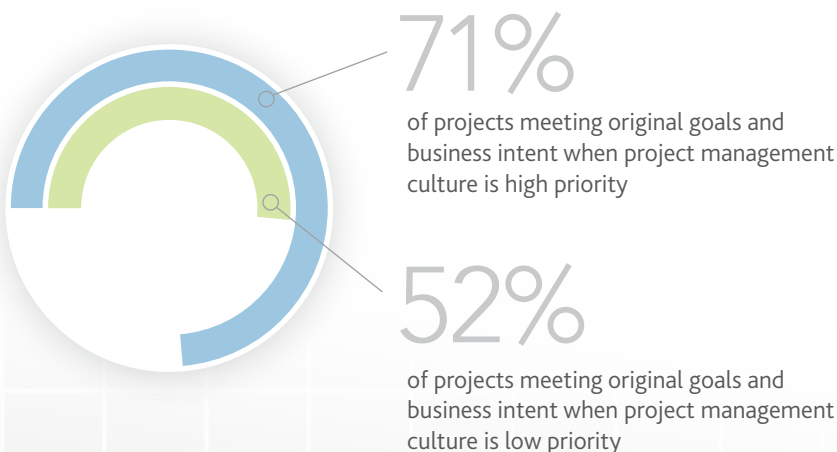 71%
of projects meeting original goals and
business intent when project management
culture is high priority
52%
of projects meeting original goals and
business intent when project management
culture is low priority